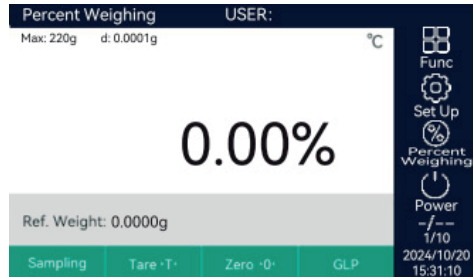 Percent Weighing USER:
Max: 220g d: 0.0001g °C
0.00%
Ref. Weight: 0.0000g
Sampling Tare ·T· Zero ·0· GLP
Func
Set Up
%
Percent
Weighing
Power
-/--
1/10
2024/10/20
15:31:10